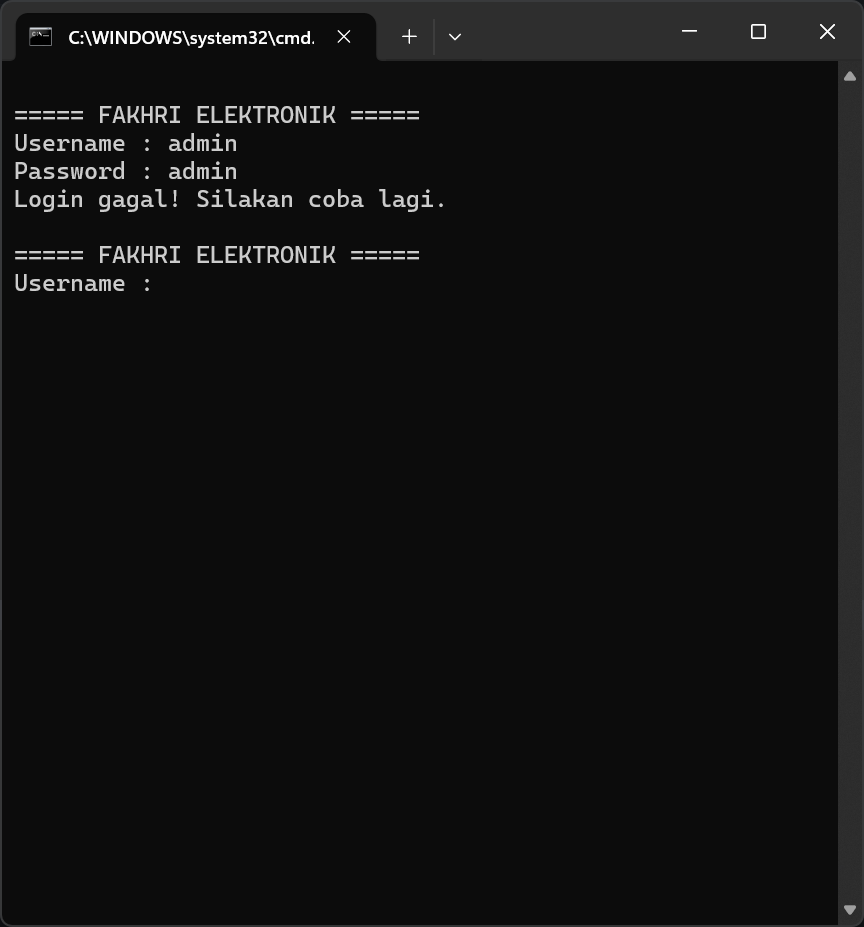 C:\WINDOWS\system32\cmd.
===== FAKHRI ELEKTRONIK =====
Username : admin
Password : admin
Login gagal! Silakan coba lagi.
===== FAKHRI ELEKTRONIK =====
Username :